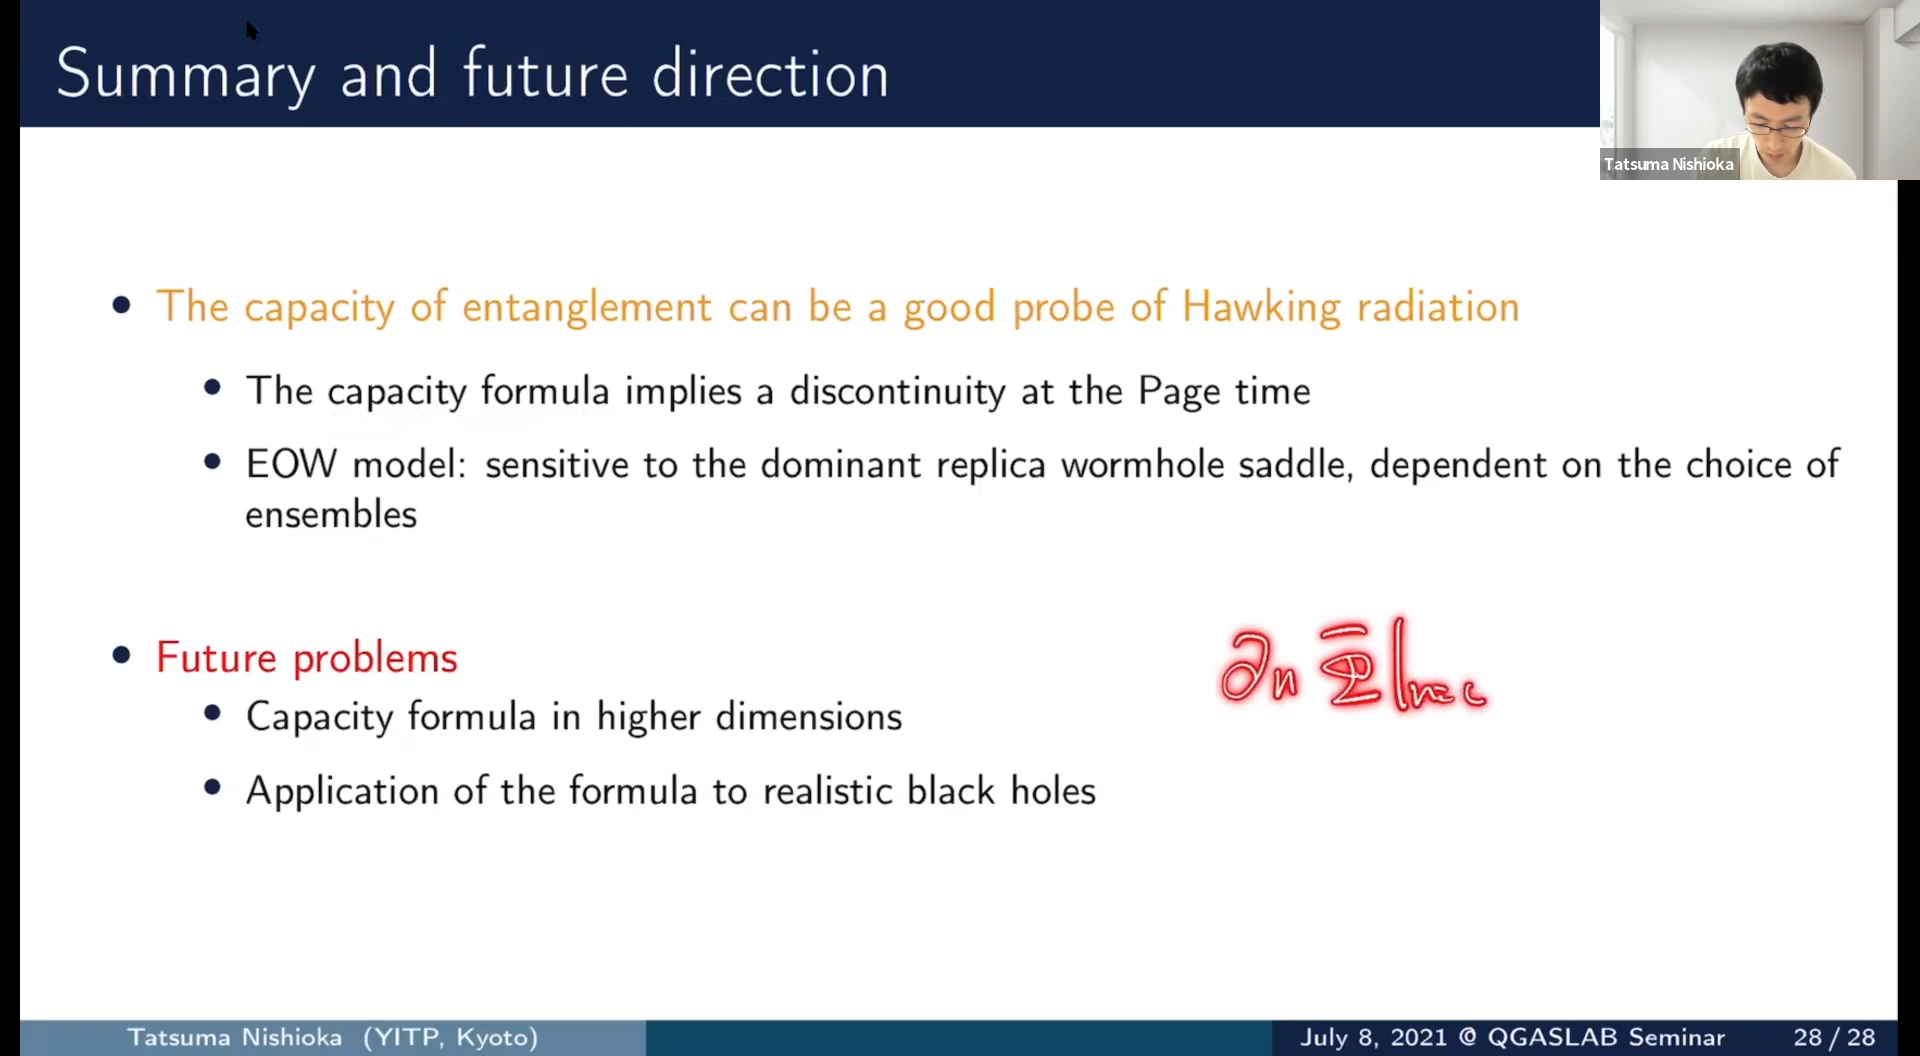 Summary and future direction
Tatsuma Nishioka
• The capacity of entanglement can be a good probe of Hawking radiation
• The capacity formula implies a discontinuity at the Page time
• EOW model: sensitive to the dominant replica wormhole saddle, dependent on the choice of
ensembles
• Future problems
∂n
• Capacity formula in higher dimensions
• Application of the formula to realistic black holes
Tatsuma Nishioka (YITP, Kyoto)
July 8, 2021 @ QGASLAB Seminar 28 / 28